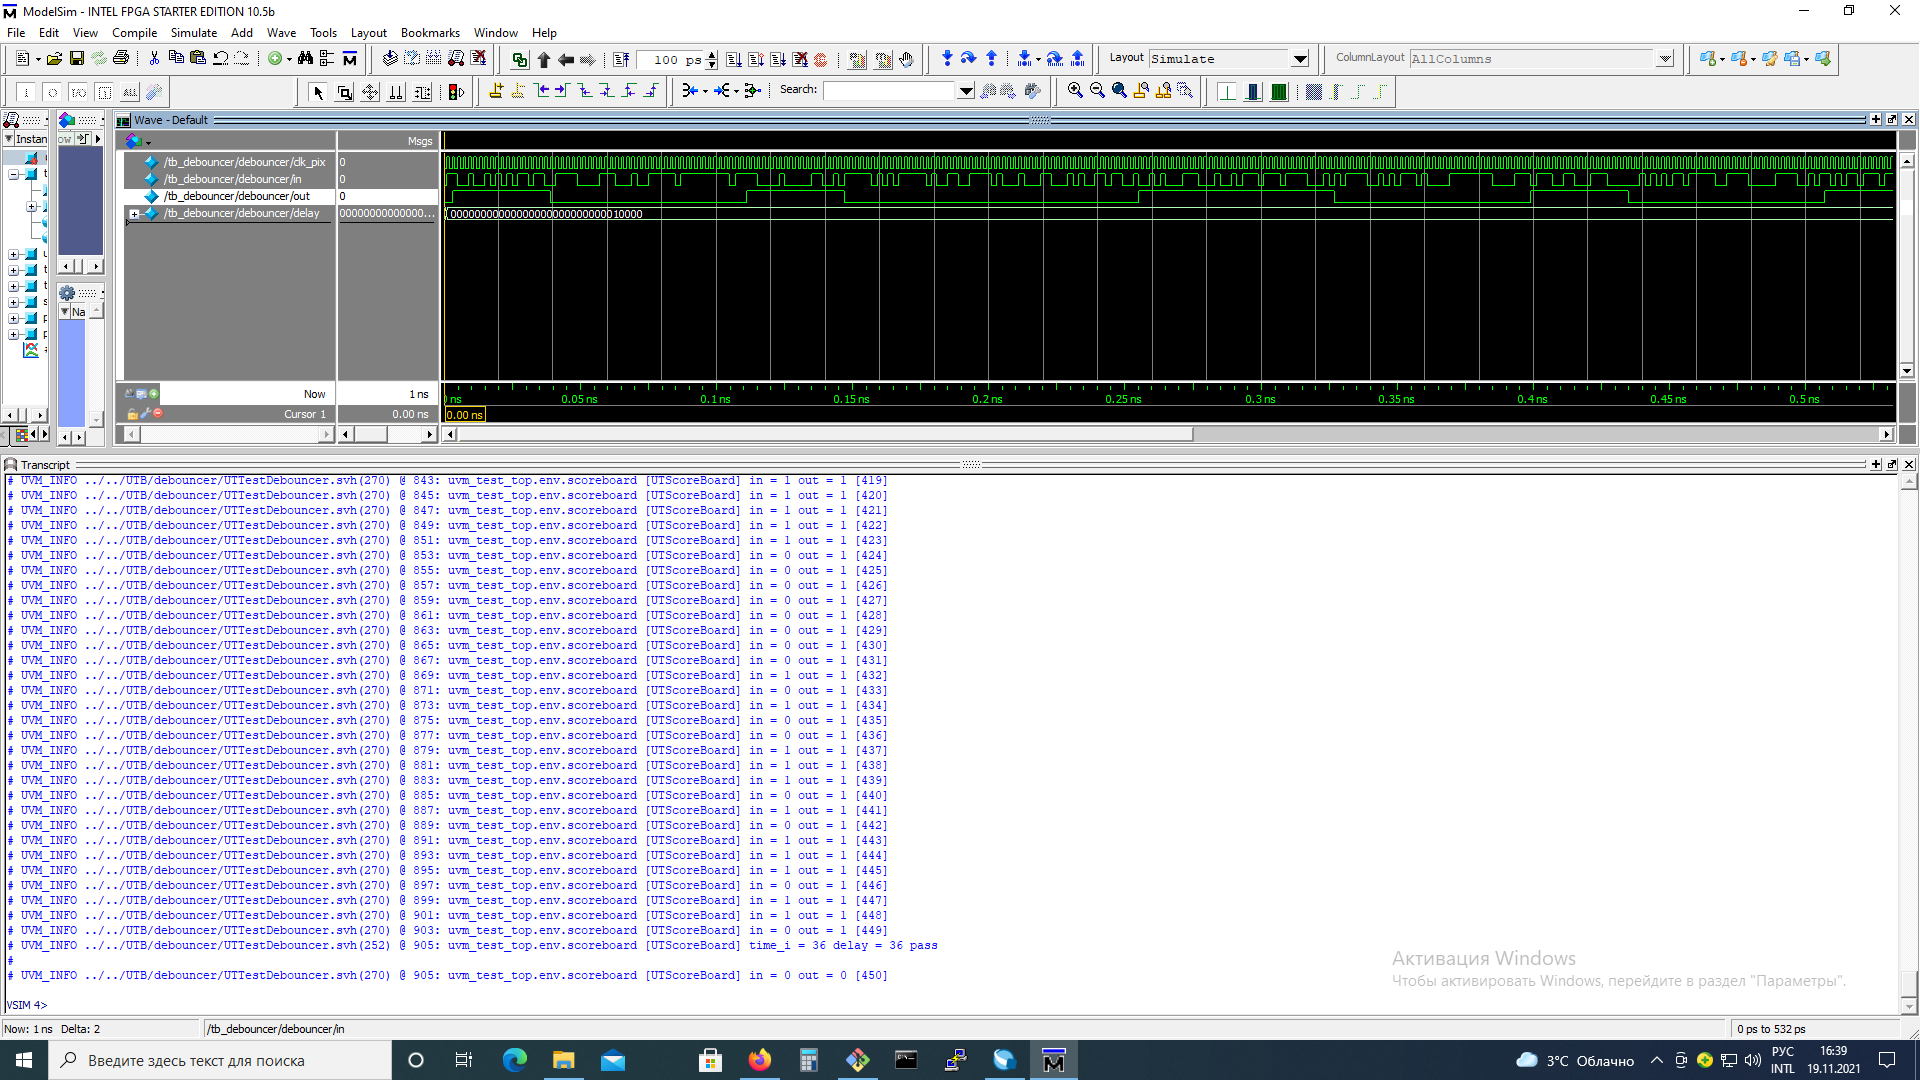 ModelSim - INTEL FPGA STARTER EDITION 10.5b
File Edit View Compile Simulate Add Wave Tools Layout Bookmarks Window Help
100 ps
Layout Simulate
ColumnLayout AllColumns
Search:
Wave - Default
Instan
Msgs
/tb_debouncer/debouncer/clk_pix 0
/tb_debouncer/debouncer/in 0
/tb_debouncer/debouncer/out 0
/tb_debouncer/debouncer/delay
Na
Now 1 ns
Cursor 1 0.00 ns
0.05 ns 0.1 ns 0.15 ns 0.2 ns 0.25 ns 0.3 ns 0.35 ns 0.4 ns 0.45 ns 0.5 ns
0.00 ns
Transcript
# UVM_INFO ../../UTB/debouncer/UTTestDebouncer.svh(270) @ 843: uvm_test_top.env.scoreboard [UTScoreBoard] in = 1 out = 1 [419]
# UVM_INFO ../../UTB/debouncer/UTTestDebouncer.svh(270) @ 845: uvm_test_top.env.scoreboard [UTScoreBoard] in = 1 out = 1 [420]
# UVM_INFO ../../UTB/debouncer/UTTestDebouncer.svh(270) @ 847: uvm_test_top.env.scoreboard [UTScoreBoard] in = 1 out = 1 [421]
# UVM_INFO ../../UTB/debouncer/UTTestDebouncer.svh(270) @ 849: uvm_test_top.env.scoreboard [UTScoreBoard] in = 1 out = 1 [422]
# UVM_INFO ../../UTB/debouncer/UTTestDebouncer.svh(270) @ 851: uvm_test_top.env.scoreboard [UTScoreBoard] in = 1 out = 1 [423]
# UVM_INFO ../../UTB/debouncer/UTTestDebouncer.svh(270) @ 853: uvm_test_top.env.scoreboard [UTScoreBoard] in = 0 out = 1 [424]
# UVM_INFO ../../UTB/debouncer/UTTestDebouncer.svh(270) @ 855: uvm_test_top.env.scoreboard [UTScoreBoard] in = 0 out = 1 [425]
# UVM_INFO ../../UTB/debouncer/UTTestDebouncer.svh(270) @ 857: uvm_test_top.env.scoreboard [UTScoreBoard] in = 0 out = 1 [426]
# UVM_INFO ../../UTB/debouncer/UTTestDebouncer.svh(270) @ 859: uvm_test_top.env.scoreboard [UTScoreBoard] in = 0 out = 1 [427]
# UVM_INFO ../../UTB/debouncer/UTTestDebouncer.svh(270) @ 861: uvm_test_top.env.scoreboard [UTScoreBoard] in = 0 out = 1 [428]
# UVM_INFO ../../UTB/debouncer/UTTestDebouncer.svh(270) @ 863: uvm_test_top.env.scoreboard [UTScoreBoard] in = 0 out = 1 [429]
# UVM_INFO ../../UTB/debouncer/UTTestDebouncer.svh(270) @ 865: uvm_test_top.env.scoreboard [UTScoreBoard] in = 0 out = 1 [430]
# UVM_INFO ../../UTB/debouncer/UTTestDebouncer.svh(270) @ 867: uvm_test_top.env.scoreboard [UTScoreBoard] in = 0 out = 1 [431]
# UVM_INFO ../../UTB/debouncer/UTTestDebouncer.svh(270) @ 869: uvm_test_top.env.scoreboard [UTScoreBoard] in = 1 out = 1 [432]
# UVM_INFO ../../UTB/debouncer/UTTestDebouncer.svh(270) @ 871: uvm_test_top.env.scoreboard [UTScoreBoard] in = 0 out = 1 [433]
# UVM_INFO ../../UTB/debouncer/UTTestDebouncer.svh(270) @ 873: uvm_test_top.env.scoreboard [UTScoreBoard] in = 1 out = 1 [434]
# UVM_INFO ../../UTB/debouncer/UTTestDebouncer.svh(270) @ 875: uvm_test_top.env.scoreboard [UTScoreBoard] in = 0 out = 1 [435]
# UVM_INFO ../../UTB/debouncer/UTTestDebouncer.svh(270) @ 877: uvm_test_top.env.scoreboard [UTScoreBoard] in = 0 out = 1 [436]
# UVM_INFO ../../UTB/debouncer/UTTestDebouncer.svh(270) @ 879: uvm_test_top.env.scoreboard [UTScoreBoard] in = 1 out = 1 [437]
# UVM_INFO ../../UTB/debouncer/UTTestDebouncer.svh(270) @ 881: uvm_test_top.env.scoreboard [UTScoreBoard] in = 1 out = 1 [438]
# UVM_INFO ../../UTB/debouncer/UTTestDebouncer.svh(270) @ 883: uvm_test_top.env.scoreboard [UTScoreBoard] in = 1 out = 1 [439]
# UVM_INFO ../../UTB/debouncer/UTTestDebouncer.svh(270) @ 885: uvm_test_top.env.scoreboard [UTScoreBoard] in = 0 out = 1 [440]
# UVM_INFO ../../UTB/debouncer/UTTestDebouncer.svh(270) @ 887: uvm_test_top.env.scoreboard [UTScoreBoard] in = 1 out = 1 [441]
# UVM_INFO ../../UTB/debouncer/UTTestDebouncer.svh(270) @ 889: uvm_test_top.env.scoreboard [UTScoreBoard] in = 0 out = 1 [442]
# UVM_INFO ../../UTB/debouncer/UTTestDebouncer.svh(270) @ 891: uvm_test_top.env.scoreboard [UTScoreBoard] in = 1 out = 1 [443]
# UVM_INFO ../../UTB/debouncer/UTTestDebouncer.svh(270) @ 893: uvm_test_top.env.scoreboard [UTScoreBoard] in = 1 out = 1 [444]
# UVM_INFO ../../UTB/debouncer/UTTestDebouncer.svh(270) @ 895: uvm_test_top.env.scoreboard [UTScoreBoard] in = 1 out = 1 [445]
# UVM_INFO ../../UTB/debouncer/UTTestDebouncer.svh(270) @ 897: uvm_test_top.env.scoreboard [UTScoreBoard] in = 0 out = 1 [446]
# UVM_INFO ../../UTB/debouncer/UTTestDebouncer.svh(270) @ 899: uvm_test_top.env.scoreboard [UTScoreBoard] in = 1 out = 1 [447]
# UVM_INFO ../../UTB/debouncer/UTTestDebouncer.svh(270) @ 901: uvm_test_top.env.scoreboard [UTScoreBoard] in = 1 out = 1 [448]
# UVM_INFO ../../UTB/debouncer/UTTestDebouncer.svh(270) @ 903: uvm_test_top.env.scoreboard [UTScoreBoard] in = 0 out = 1 [449]
# UVM_INFO ../../UTB/debouncer/UTTestDebouncer.svh(252) @ 905: uvm_test_top.env.scoreboard [UTScoreBoard] time_i = 36 delay = 36 pass
#
# UVM_INFO ../../UTB/debouncer/UTTestDebouncer.svh(270) @ 905: uvm_test_top.env.scoreboard [UTScoreBoard] in = 0 out = 0 [450]
VSIM 4>
Активация Windows
Чтобы активировать Windows, перейдите в раздел "Параметры".
Now: 1 ns Delta: 2
/tb_debouncer/debouncer/in
0 ps to 532 ps
Введите здесь текст для поиска
3°C Облачно
РУС
INTL
16:39
19.11.2021